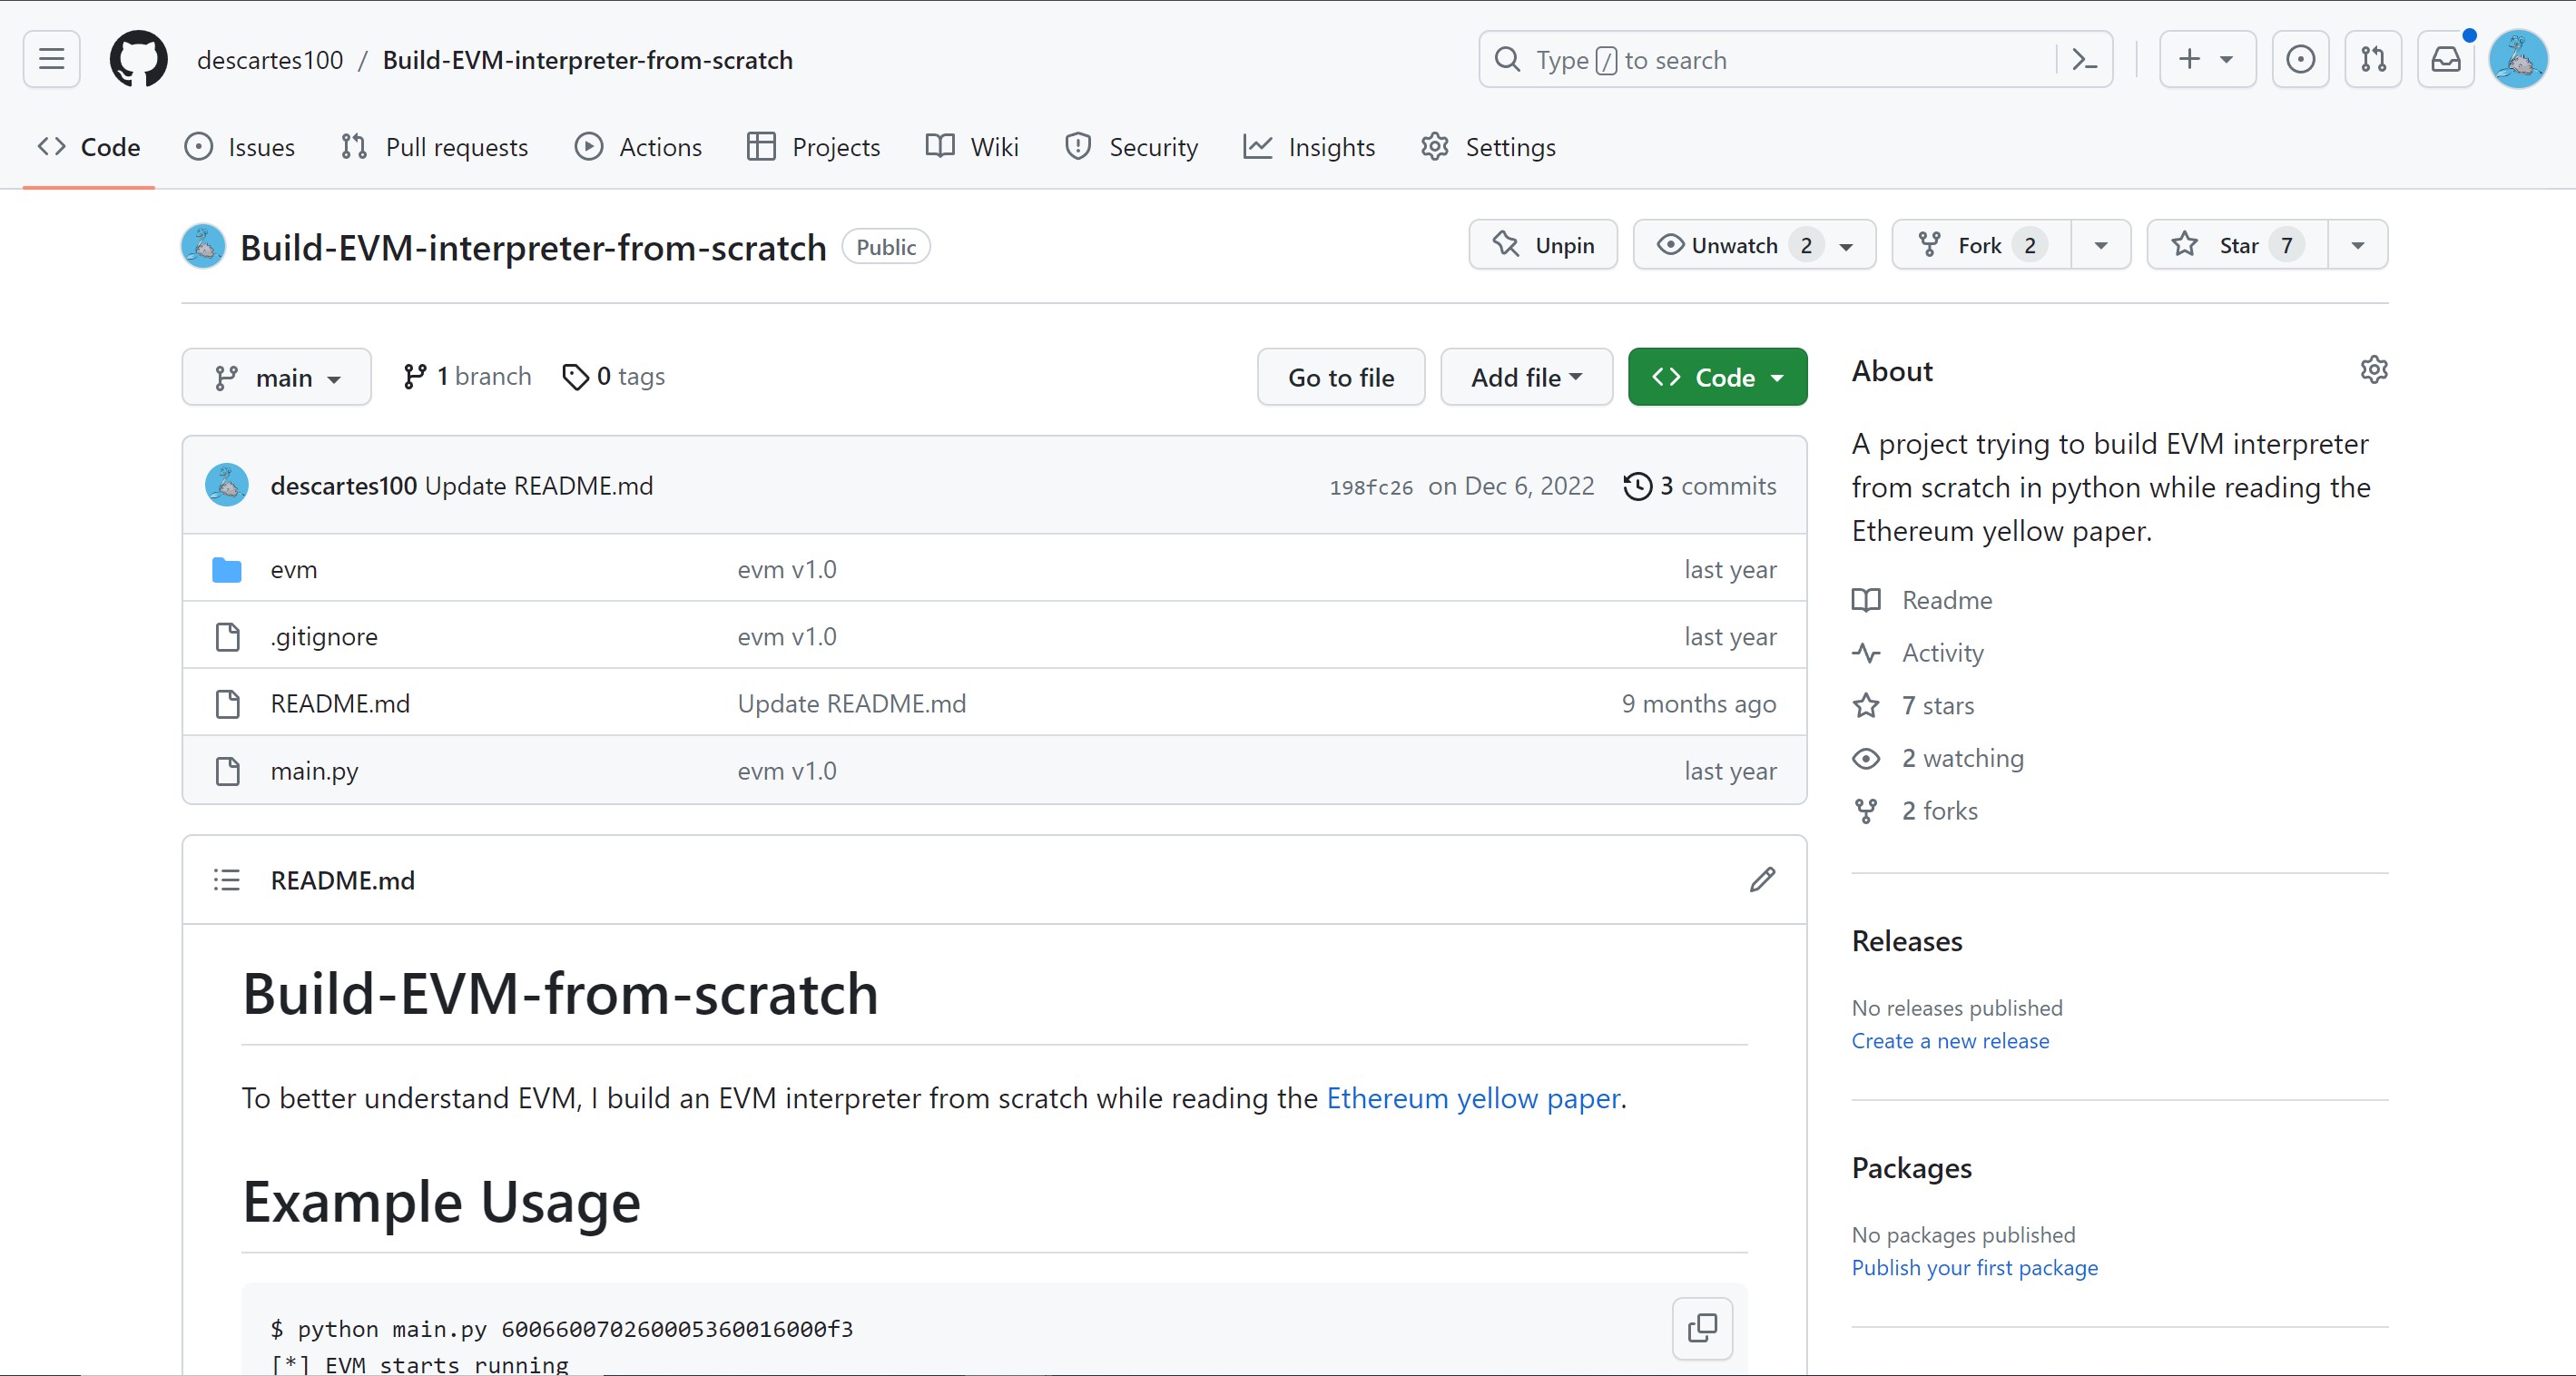 descartes100 / Build-EVM-interpreter-from-scratch
Type / to search
Code
Issues
Pull requests
Actions
Projects
Wiki
Security
Insights
Settings
Build-EVM-interpreter-from-scratch Public
Unpin
Unwatch 2
Fork 2
Star 7
main
1 branch
0 tags
Go to file
Add file
Code
descartes100 Update README.md 198fc26 on Dec 6, 2022 3 commits
evm evm v1.0 last year
.gitignore evm v1.0 last year
README.md Update README.md 9 months ago
main.py evm v1.0 last year
README.md
Build-EVM-from-scratch
To better understand EVM, I build an EVM interpreter from scratch while reading the Ethereum yellow paper.
Example Usage
$ python main.py 6006600702600053600160​00f3
[*] EVM starts running
About
A project trying to build EVM interpreter
from scratch in python while reading the
Ethereum yellow paper.
Readme
Activity
7 stars
2 watching
2 forks
Releases
No releases published
Create a new release
Packages
No packages published
Publish your first package